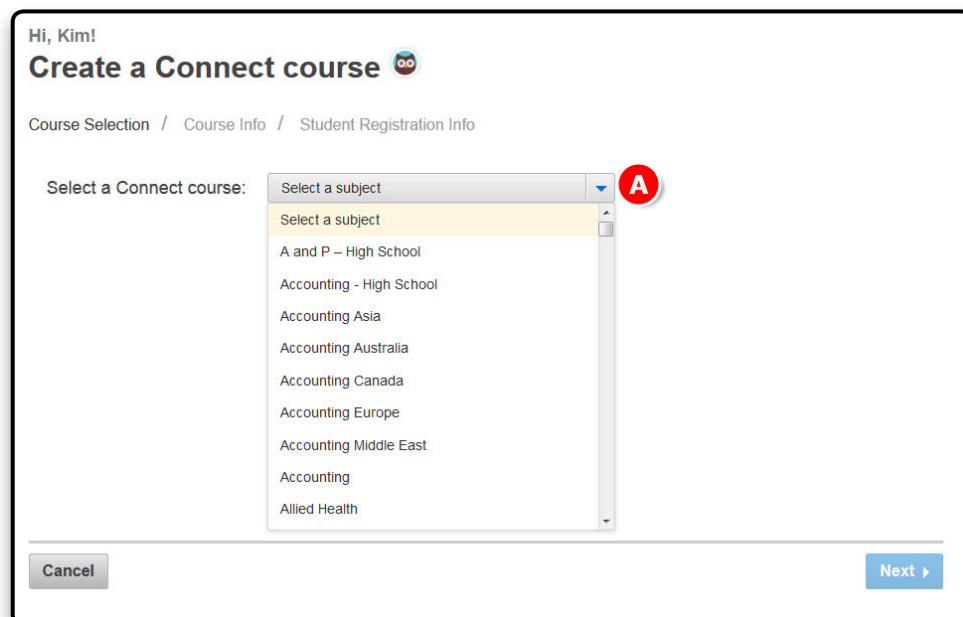 Hi, Kim!
Create a Connect course
Course Selection / Course Info / Student Registration Info
Select a Connect course: Select a subject A
Select a subject
A and P – High School
Accounting - High School
Accounting Asia
Accounting Australia
Accounting Canada
Accounting Europe
Accounting Middle East
Accounting
Allied Health
Cancel Next